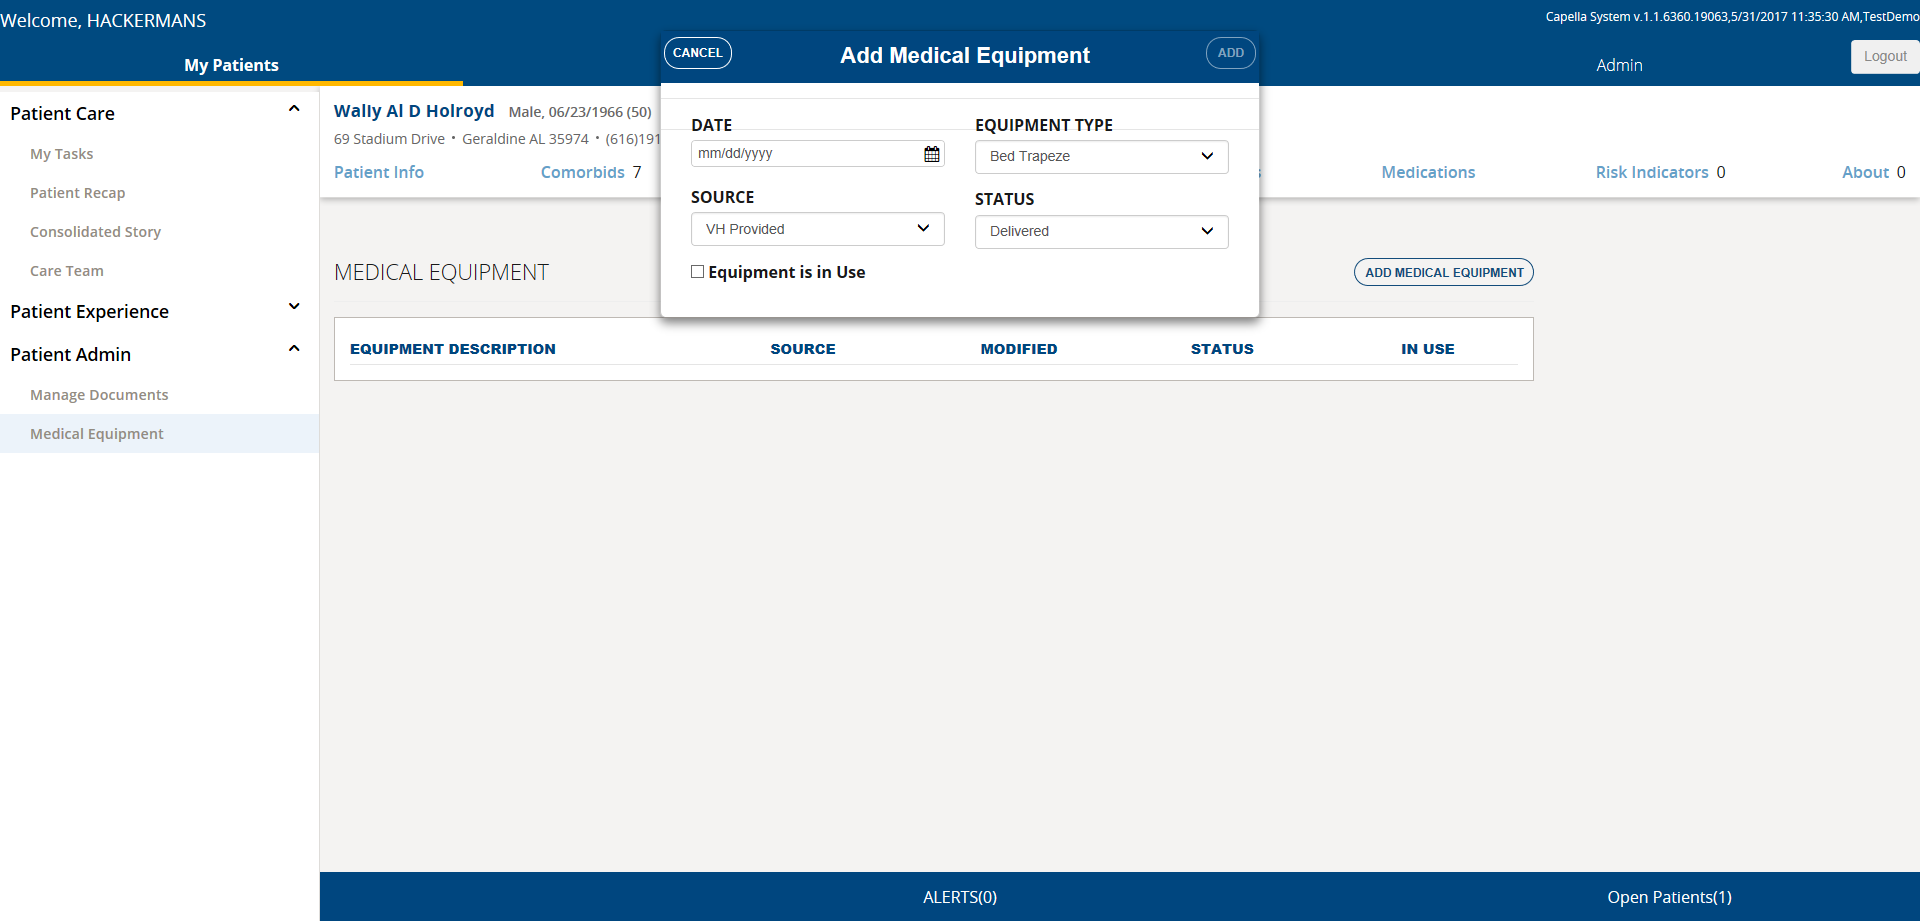 Welcome, HACKERMANS
Capella System v.1.1.6360.19063,5/31/2017 11:35:30 AM,TestDemo
My Patients
Admin
Logout
CANCEL
Add Medical Equipment
ADD
Patient Care
My Tasks
Patient Recap
Consolidated Story
Care Team
Patient Experience
Patient Admin
Manage Documents
Medical Equipment
Wally Al D Holroyd Male, 06/23/1966 (50)
69 Stadium Drive • Geraldine AL 35974 • (616)191
Patient Info
Comorbids 7
Medications
Risk Indicators 0
About 0
DATE
mm/dd/yyyy
EQUIPMENT TYPE
Bed Trapeze
SOURCE
VH Provided
STATUS
Delivered
Equipment is in Use
MEDICAL EQUIPMENT
ADD MEDICAL EQUIPMENT
EQUIPMENT DESCRIPTION SOURCE MODIFIED STATUS IN USE
ALERTS(0)
Open Patients(1)